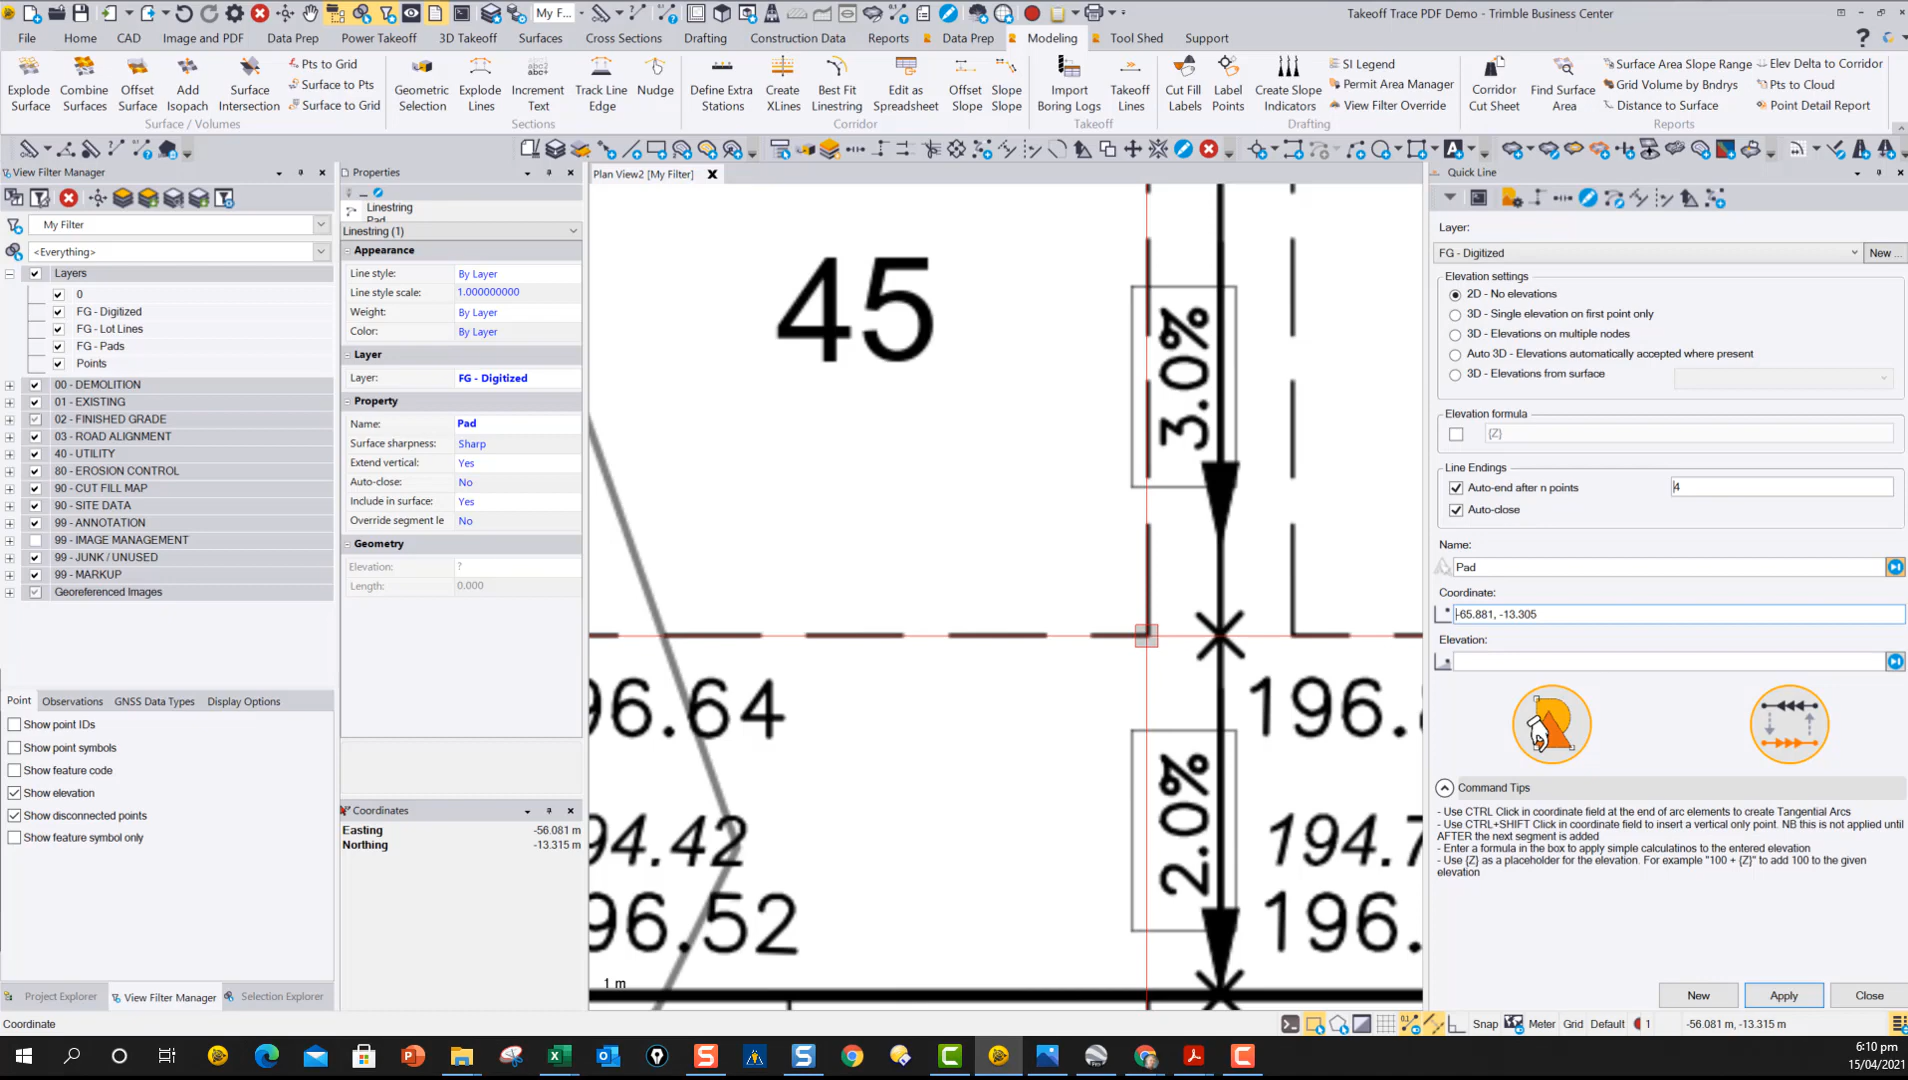 My F...
Takeoff Trace PDF Demo - Trimble Business Center
File
Home
CAD
Image and PDF
Data Prep
Power Takeoff
3D Takeoff
Surfaces
Cross Sections
Drafting
Construction Data
Reports
Data Prep
Modeling
Tool Shed
Support
Explode Surface
Combine Surfaces
Offset Surface
Add Isopach
Surface Intersection
Pts to Grid
Surface to Pts
Surface to Grid
Geometric Selection
Explode Lines
Increment Text
Track Line Edge
Nudge
Define Extra Stations
Create XLines
Best Fit Linestring
Edit as Spreadsheet
Offset Slope
Slope Slope
Import Boring Logs
Takeoff Lines
Cut Fill Labels
Label Points
Create Slope Indicators
SI Legend
Permit Area Manager
View Filter Override
Corridor Cut Sheet
Find Surface Area
Surface Area Slope Range
Grid Volume by Bndrys
Distance to Surface
Elev Delta to Corridor
Pts to Cloud
Point Detail Report
Surface / Volumes
Sections
Corridor
Takeoff
Drafting
Reports
View Filter Manager
My Filter
<Everything>
Layers
0
FG - Digitized
FG - Lot Lines
FG - Pads
Points
00 - DEMOLITION
01 - EXISTING
02 - FINISHED GRADE
03 - ROAD ALIGNMENT
40 - UTILITY
80 - EROSION CONTROL
90 - CUT FILL MAP
90 - SITE DATA
99 - ANNOTATION
99 - IMAGE MANAGEMENT
99 - JUNK / UNUSED
99 - MARKUP
Georeferenced Images
Point
Observations
GNSS Data Types
Display Options
Show point IDs
Show point symbols
Show feature code
Show elevation
Show disconnected points
Show feature symbol only
Project Explorer
View Filter Manager
Selection Explorer
Properties
Linestring
Pad
Linestring (1)
Appearance
Line style: By Layer
Line style scale: 1.000000000
Weight: By Layer
Color: By Layer
Layer
Layer: FG - Digitized
Property
Name: Pad
Surface sharpness: Sharp
Extend vertical: Yes
Auto-close: No
Include in surface: Yes
Override segment le No
Geometry
Elevation: ?
Length: 0.000
Coordinates
Easting -56.081 m
Northing -13.315 m
Plan View2 [My Filter]
45
3.0%
96.64
196.
2.0%
94.42
194.7
96.52
196.
1 m
Quick Line
Layer:
FG - Digitized
New ...
Elevation settings
2D - No elevations
3D - Single elevation on first point only
3D - Elevations on multiple nodes
Auto 3D - Elevations automatically accepted where present
3D - Elevations from surface
Elevation formula
{Z}
Line Endings
Auto-end after n points
4
Auto-close
Name:
Pad
Coordinate:
-65.881, -13.305
Elevation:
Command Tips
- Use CTRL Click in coordinate field at the end of arc elements to create Tangential Arcs
- Use CTRL+SHIFT Click in coordinate field to insert a vertical only point. NB this is not applied until
AFTER the next segment is added
- Enter a formula in the box to apply simple calculatinos to the entered elevation
- Use {Z} as a placeholder for the elevation. For example "100 + {Z}" to add 100 to the given
elevation
New
Apply
Close
Coordinate
Snap
Meter
Grid
Default
1
-56.081 m, -13.315 m
6:10 pm
15/04/2021